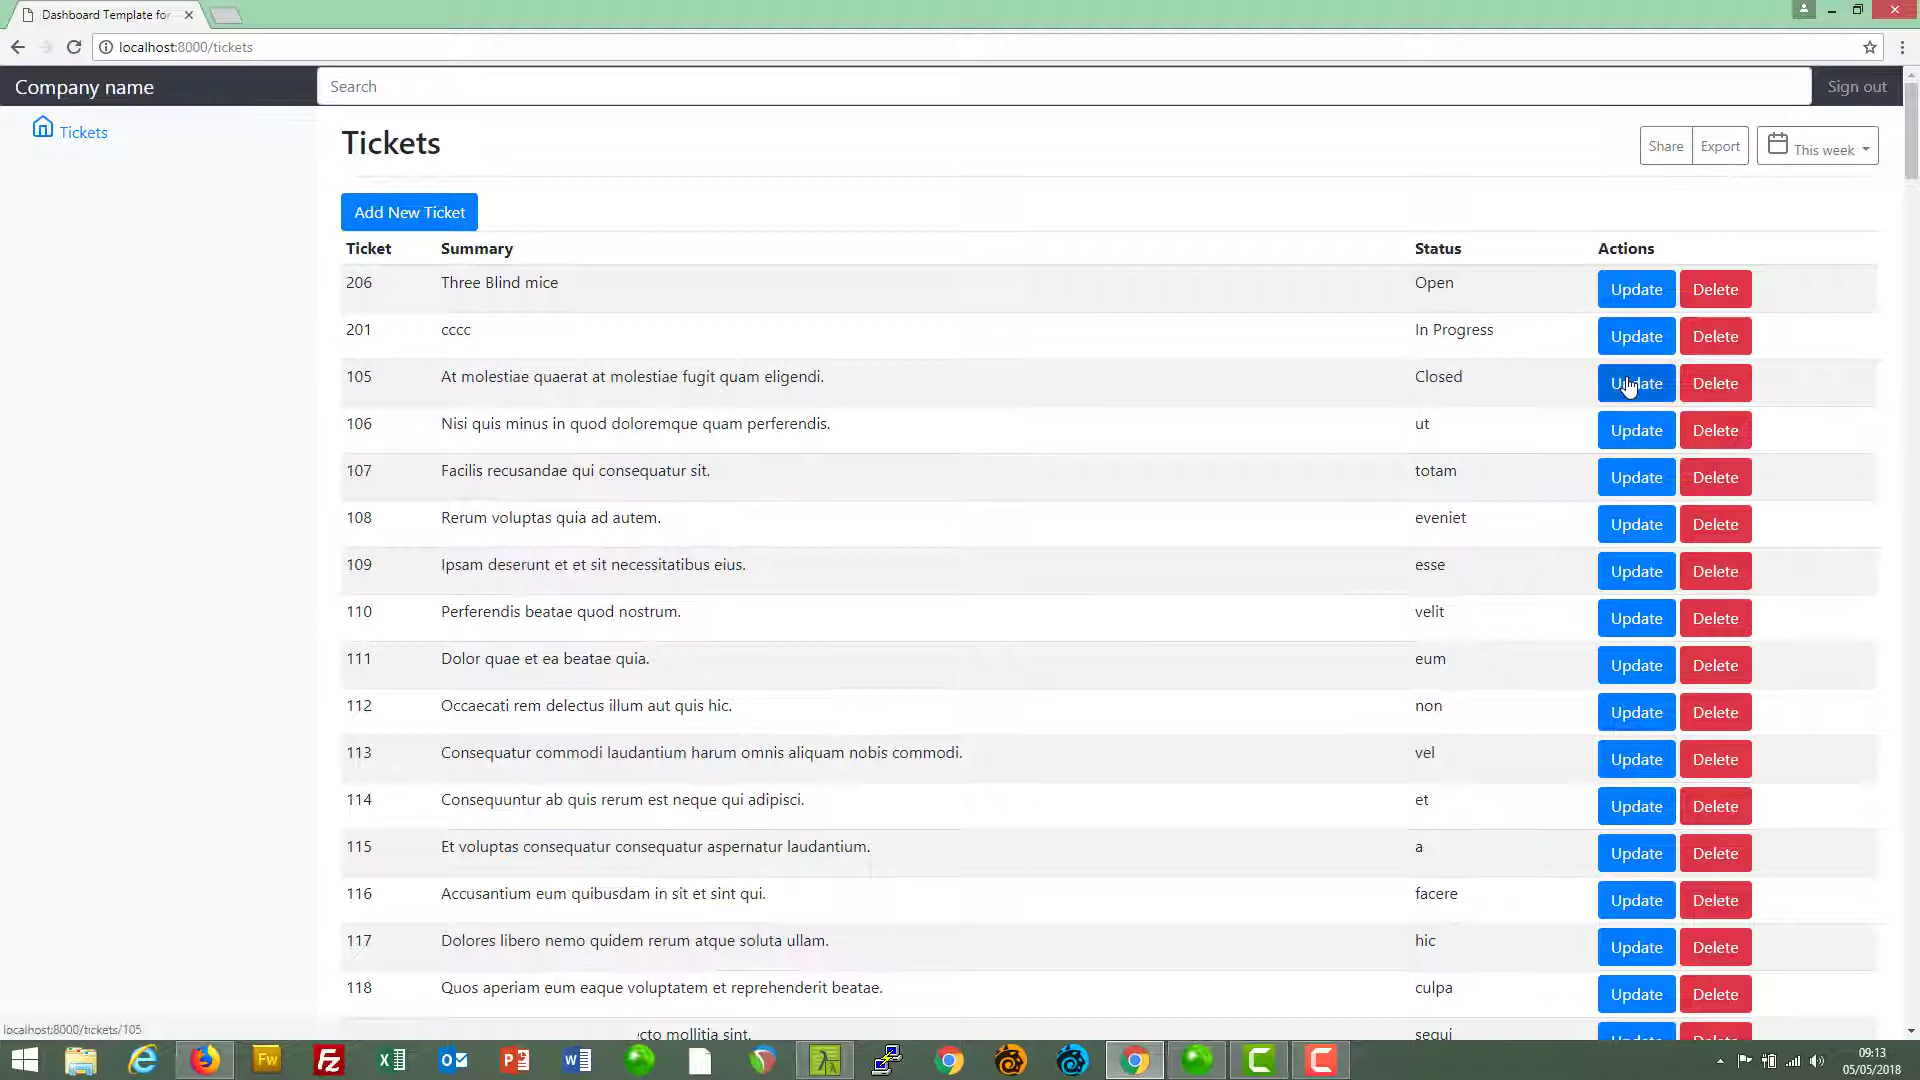 Dashboard Template for
localhost:8000/tickets
Company name
Search
Sign out
Tickets
Tickets
Share
Export
This week
Add New Ticket
Ticket Summary Status Actions
206 Three Blind mice Open Update Delete
201 cccc In Progress Update Delete
105 At molestiae quaerat at molestiae fugit quam eligendi. Closed Update Delete
106 Nisi quis minus in quod doloremque quam perferendis. ut Update Delete
107 Facilis recusandae qui consequatur sit. totam Update Delete
108 Rerum voluptas quia ad autem. eveniet Update Delete
109 Ipsam deserunt et et sit necessitatibus eius. esse Update Delete
110 Perferendis beatae quod nostrum. velit Update Delete
111 Dolor quae et ea beatae quia. eum Update Delete
112 Occaecati rem delectus illum aut quis hic. non Update Delete
113 Consequatur commodi laudantium harum omnis aliquam nobis commodi. vel Update Delete
114 Consequuntur ab quis rerum est neque qui adipisci. et Update Delete
115 Et voluptas consequatur consequatur aspernatur laudantium. a Update Delete
116 Accusantium eum quibusdam in sit et sint qui. facere Update Delete
117 Dolores libero nemo quidem rerum atque soluta ullam. hic Update Delete
118 Quos aperiam eum eaque voluptatem et reprehenderit beatae. culpa Update Delete
mollitia sint. sequi
localhost:8000/tickets/105
Fw
09:13
05/05/2018